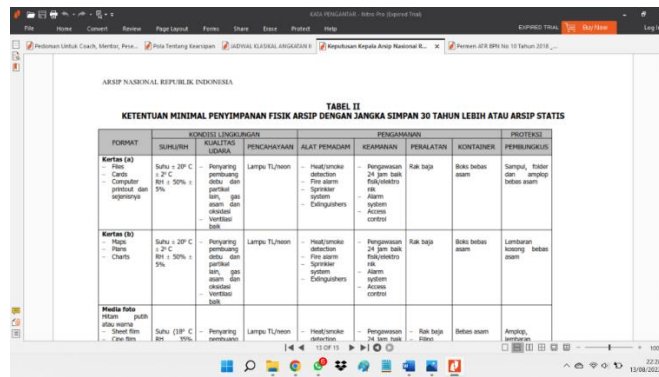 KATA PENGANTAR - Nitro Pro (Expired Trial)
File Home Convert Review Page Layout Forms Share Erase Protect Help
EXPIRED TRIAL Buy Now Log In
Pedoman Untuk Coach, Mentor, Pese... Pola Tentang Kearsipan JADWAL KLASIKAL ANGKATAN II Keputusan Kepala Arsip Nasional R... x Permen ATR BPN No 10 Tahun 2018 _...
ARSIP NASIONAL REPUBLIK INDONESIA
TABEL II
KETENTUAN MINIMAL PENYIMPANAN FISIK ARSIP DENGAN JANGKA SIMPAN 30 TAHUN LEBIH ATAU ARSIP STATIS
FORMAT KONDISI LINGKUNGAN PENGAMANAN PROTEKSI
SUHU/RH KUALITAS UDARA PENCAHAYAAN ALAT PEMADAM KEAMANAN PERALATAN KONTAINER PEMBUNGKUS
Kertas (a)
- Files
- Cards
- Computer
printout dan
sejenisnya
Suhu ± 20° C
± 2° C
RH ± 50% ±
5%
- Penyaring
pembuang
debu dan
partikel
lain, gas
asam dan
oksidasi
- Ventilasi
baik
Lampu TL/neon
- Heat/smoke
detection
- Fire alarm
- Sprinkler
system
- Exlinguishers
- Pengawasan
24 jam baik
fisik/elektro
nik
- Alarm
system
- Access
control
Rak baja
Boks bebas
asam
Sampul, folder
dan amplop
bebas asam
Kertas (b)
- Maps
- Plans
- Charts
Suhu ± 20° C
± 2° C
RH ± 50% ±
5%
- Penyaring
pembuang
debu dan
partikel
lain, gas
asam dan
oksidasi
- Ventilasi
baik
Lampu TL/neon
- Heat/smoke
detection
- Fire alarm
- Sprinkler
system
- Exlinguishers
- Pengawasan
24 jam baik
fisik/elektro
nik
- Alarm
system
- Access
control
Rak baja
Boks bebas
asam
Lembaran
kosong bebas
asam
Media foto
Hitam putih
atau warna
- Sheet film
- Cine film
Suhu (18° C
RH 35%
- Penyaring
pembuang
Lampu TL/neon
- Heat/smoke
detection
- Pengawasan
24 jam baik
- Rak baja
- Filing
Bebas asam
Amplop,
lembaran
13 OF 15